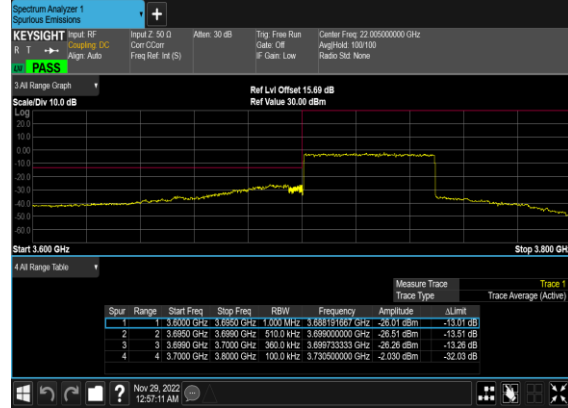 Spectrum Analyzer 1
Spurious Emissions
+
KEYSIGHT Input: RF Input Z: 50 Ω Atten: 30 dB Trig: Free Run Center Freq: 22.005000000 GHz
R T Coupling: DC Corr CCorr Gate: Off Avg|Hold: 100/100
Align: Auto Freq Ref: Int (S) IF Gain: Low Radio Std: None
PASS
3 All Range Graph
Ref Lvl Offset 15.69 dB
Scale/Div 10.0 dB Ref Value 30.00 dBm
Log
20.0
10.0
0.00
-10.0
-20.0
-30.0
-40.0
-50.0
-60.0
Start 3.600 GHz Stop 3.800 GH
4 All Range Table
Measure Trace Trace 1
Trace Type Trace Average (Active)
Spur Range Start Freq Stop Freq RBW Frequency Amplitude ΔLimit
1 1 3.6000 GHz 3.6950 GHz 1.000 MHz 3.688191667 GHz -26.01 dBm -13.01 dB
2 2 3.6950 GHz 3.6990 GHz 510.0 kHz 3.699000000 GHz -26.51 dBm -13.51 dB
3 3 3.6990 GHz 3.7000 GHz 360.0 kHz 3.699733333 GHz -26.26 dBm -13.26 dB
4 4 3.7000 GHz 3.8000 GHz 100.0 kHz 3.730500000 GHz -2.030 dBm -32.03 dB
? Nov 29, 2022
12:57:11 AM